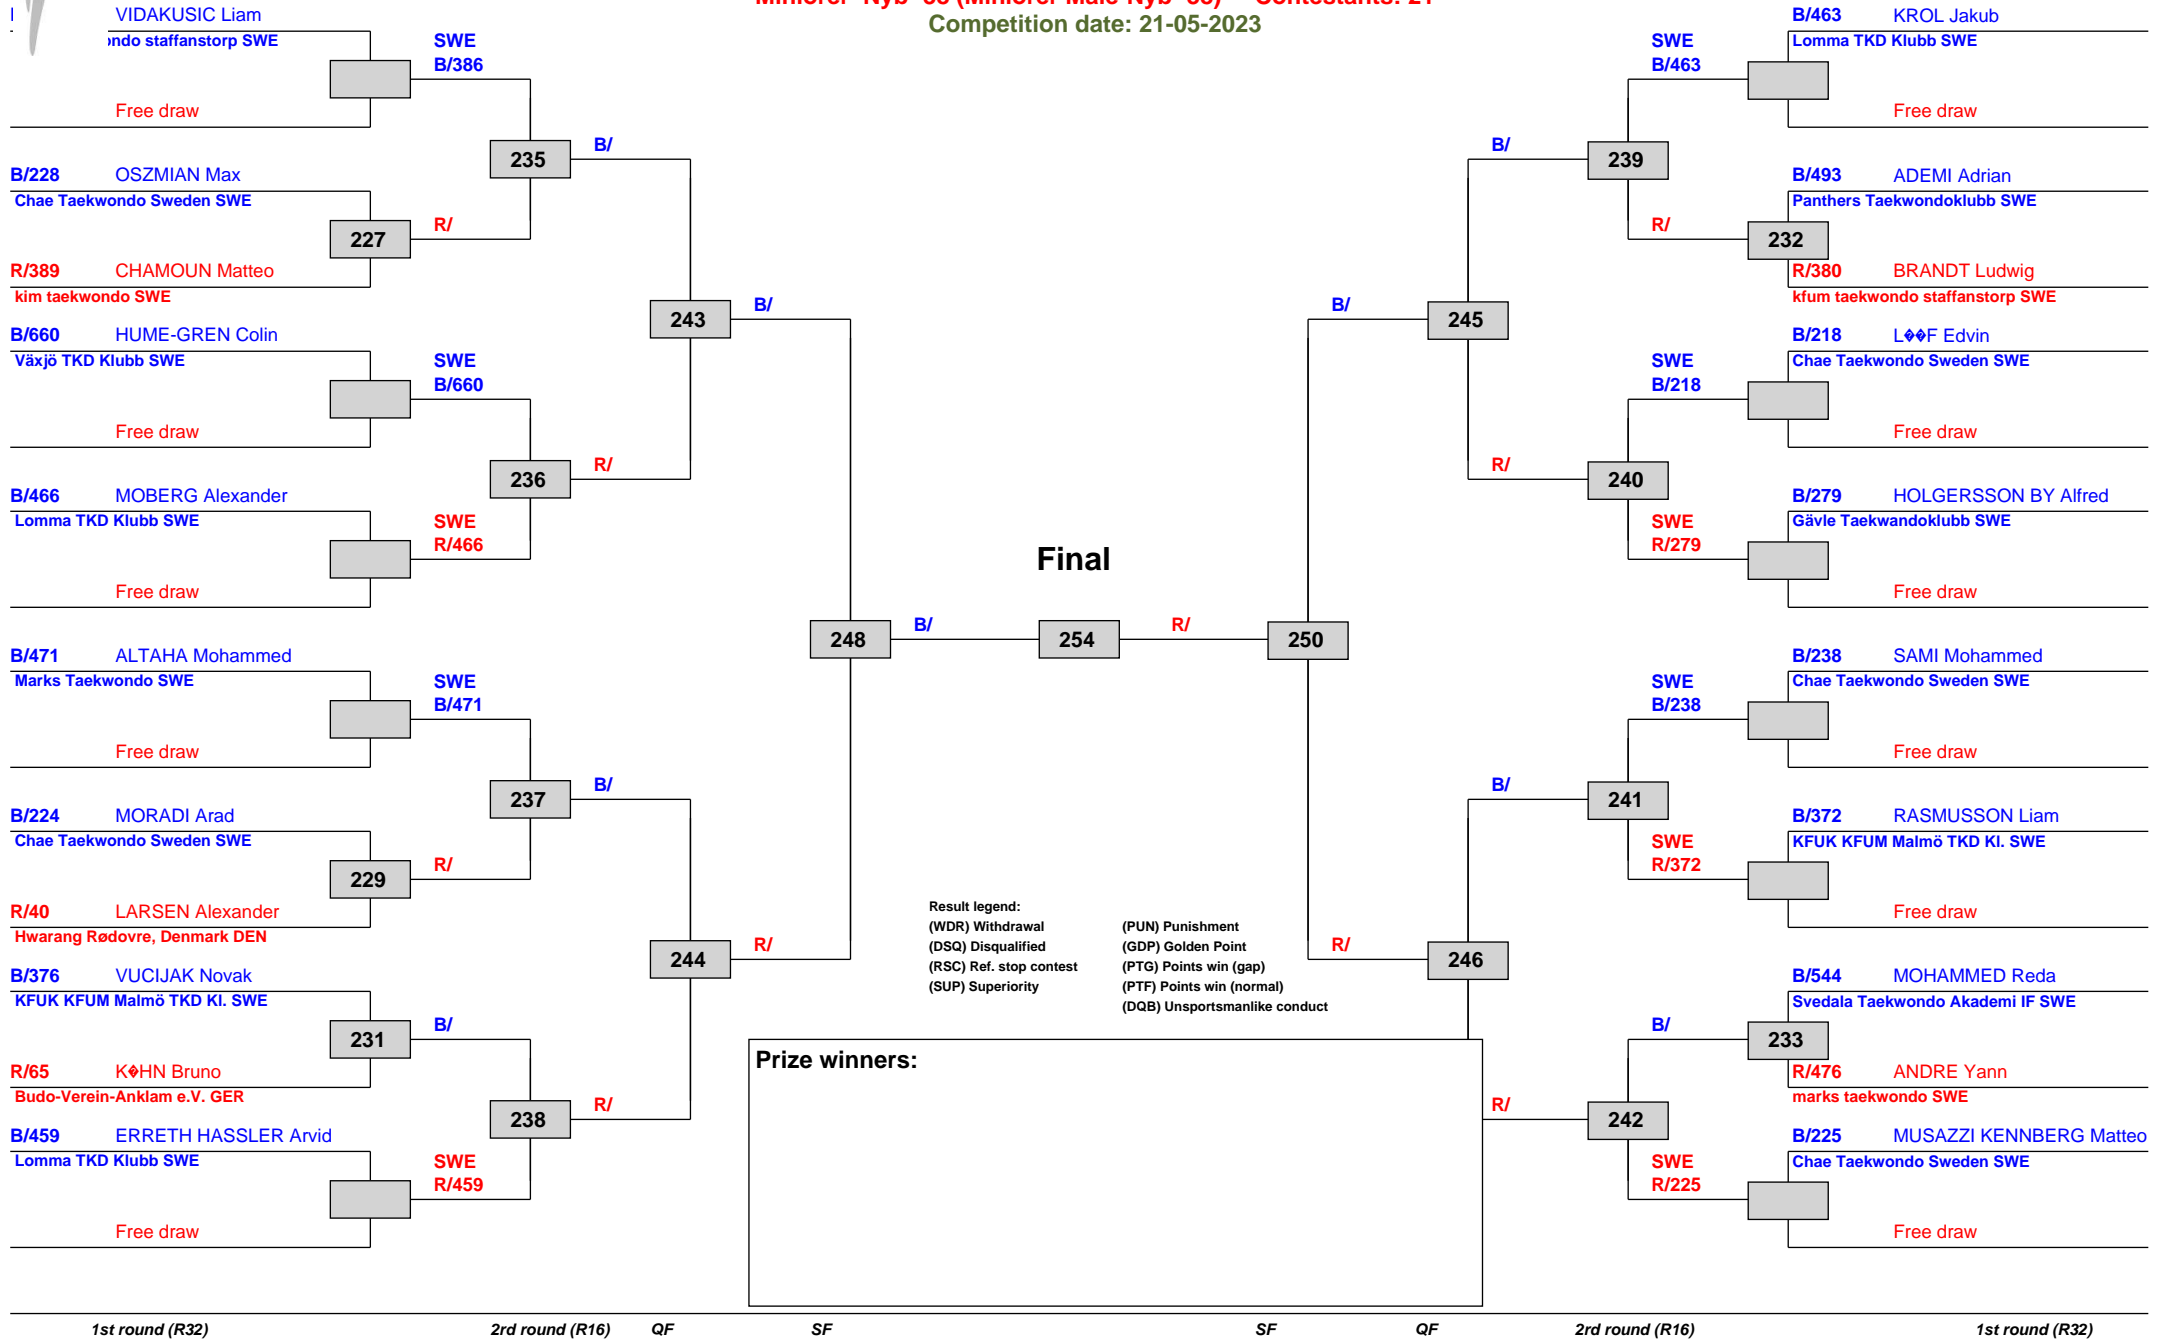 Competition date: 21-05-2023
VIDAKUSIC Liam
SWE
B/386
Free draw
B/228 OSZMIAN Max
Chae Taekwondo Sweden SWE
227
R/
R/389 CHAMOUN Matteo
kim taekwondo SWE
235
B/
B/660 HUME-GREN Colin
Växjö TKD Klubb SWE
SWE
B/660
Free draw
236
R/
B/466 MOBERG Alexander
Lomma TKD Klubb SWE
SWE
R/466
Free draw
243
B/
B/471 ALTAHA Mohammed
Marks Taekwondo SWE
SWE
B/471
Free draw
237
B/
B/224 MORADI Arad
Chae Taekwondo Sweden SWE
229
R/
R/40 LARSEN Alexander
Hwarang Rødovre, Denmark DEN
244
R/
B/376 VUCIJAK Novak
KFUK KFUM Malmö TKD Kl. SWE
231
B/
R/65 K�HN Bruno
Budo-Verein-Anklam e.V. GER
238
R/
B/459 ERRETH HASSLER Arvid
Lomma TKD Klubb SWE
SWE
R/459
Free draw
248
B/
Final
254
R/
250
B/463 KROL Jakub
Lomma TKD Klubb SWE
SWE
B/463
Free draw
239
B/
B/493 ADEMI Adrian
Panthers Taekwondoklubb SWE
232
R/
R/380 BRANDT Ludwig
kfum taekwondo staffanstorp SWE
245
B/
B/218 L��F Edvin
Chae Taekwondo Sweden SWE
SWE
B/218
Free draw
240
R/
B/279 HOLGERSSON BY Alfred
Gävle Taekwandoklubb SWE
SWE
R/279
Free draw
B/238 SAMI Mohammed
Chae Taekwondo Sweden SWE
SWE
B/238
Free draw
241
B/
B/372 RASMUSSON Liam
KFUK KFUM Malmö TKD Kl. SWE
SWE
R/372
Free draw
246
R/
B/544 MOHAMMED Reda
Svedala Taekwondo Akademi IF SWE
233
B/
R/476 ANDRE Yann
marks taekwondo SWE
242
R/
B/225 MUSAZZI KENNBERG Matteo
Chae Taekwondo Sweden SWE
SWE
R/225
Free draw
Result legend:
(WDR) Withdrawal (PUN) Punishment
(DSQ) Disqualified (GDP) Golden Point
(RSC) Ref. stop contest (PTG) Points win (gap)
(SUP) Superiority (PTF) Points win (normal)
(DQB) Unsportsmanlike conduct
Prize winners:
1st round (R32) 2rd round (R16) QF SF SF QF 2rd round (R16) 1st round (R32)